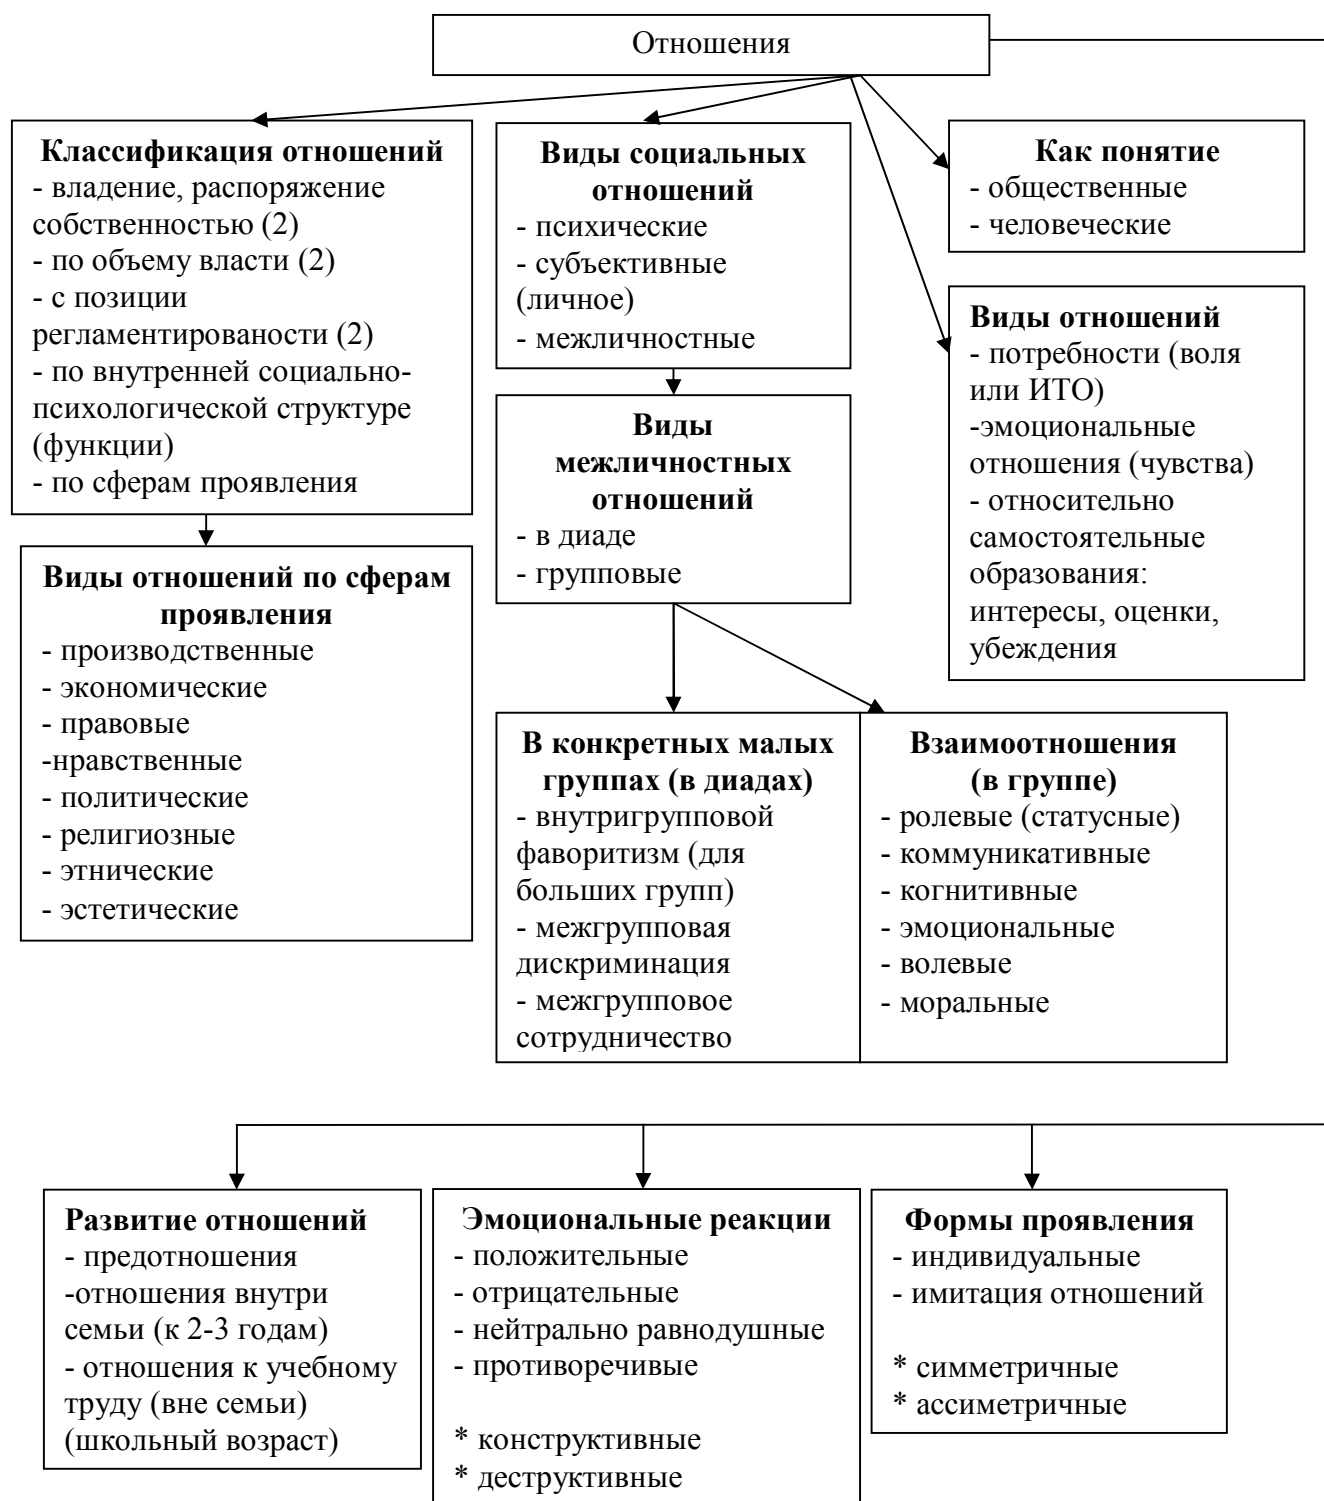 Отношения
Классификация отношений
- владение, распоряжение
собственностью (2)
- по объему власти (2)
- с позиции
регламентированости (2)
- по внутренней социально-
психологической структуре
(функции)
- по сферам проявления
Виды социальных
отношений
- психические
- субъективные
(личное)
- межличностные
Как понятие
- общественные
- человеческие
Виды отношений
- потребности (воля
или ИТО)
-эмоциональные
отношения (чувства)
- относительно
самостоятельные
образования:
интересы, оценки,
убеждения
Виды
межличностных
отношений
- в диаде
- групповые
Виды отношений по сферам
проявления
- производственные
- экономические
- правовые
-нравственные
- политические
- религиозные
- этнические
- эстетические
В конкретных малых
группах (в диадах)
- внутригрупповой
фаворитизм (для
больших групп)
- межгрупповая
дискриминация
- межгрупповое
сотрудничество
Взаимоотношения
(в группе)
- ролевые (статусные)
- коммуникативные
- когнитивные
- эмоциональные
- волевые
- моральные
Развитие отношений
- предотношения
-отношения внутри
семьи (к 2-3 годам)
- отношения к учебному
труду (вне семьи)
(школьный возраст)
Эмоциональные реакции
- положительные
- отрицательные
- нейтрально равнодушные
- противоречивые
* конструктивные
* деструктивные
Формы проявления
- индивидуальные
- имитация отношений
* симметричные
* ассиметричные